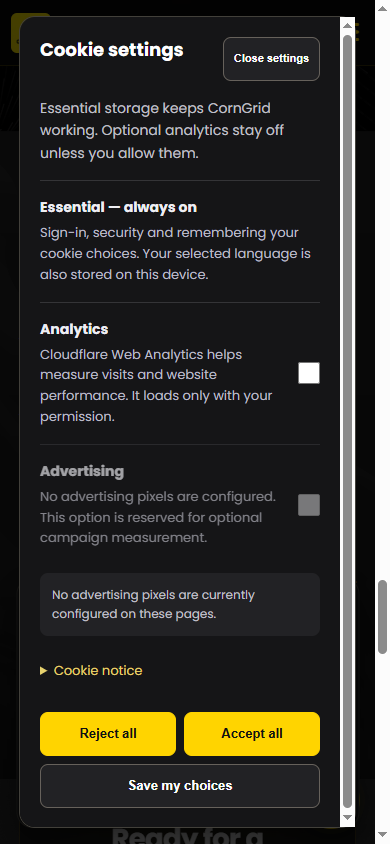 Cookie settings
Close settings
Essential storage keeps CornGrid
working. Optional analytics stay off
unless you allow them.
Essential — always on
Sign-in, security and remembering your
cookie choices. Your selected language is
also stored on this device.
Analytics
Cloudflare Web Analytics helps
measure visits and website
performance. It loads only with your
permission.
Advertising
No advertising pixels are configured.
This option is reserved for optional
campaign measurement.
No advertising pixels are currently
configured on these pages.
Cookie notice
Reject all
Accept all
Save my choices
Ready for a